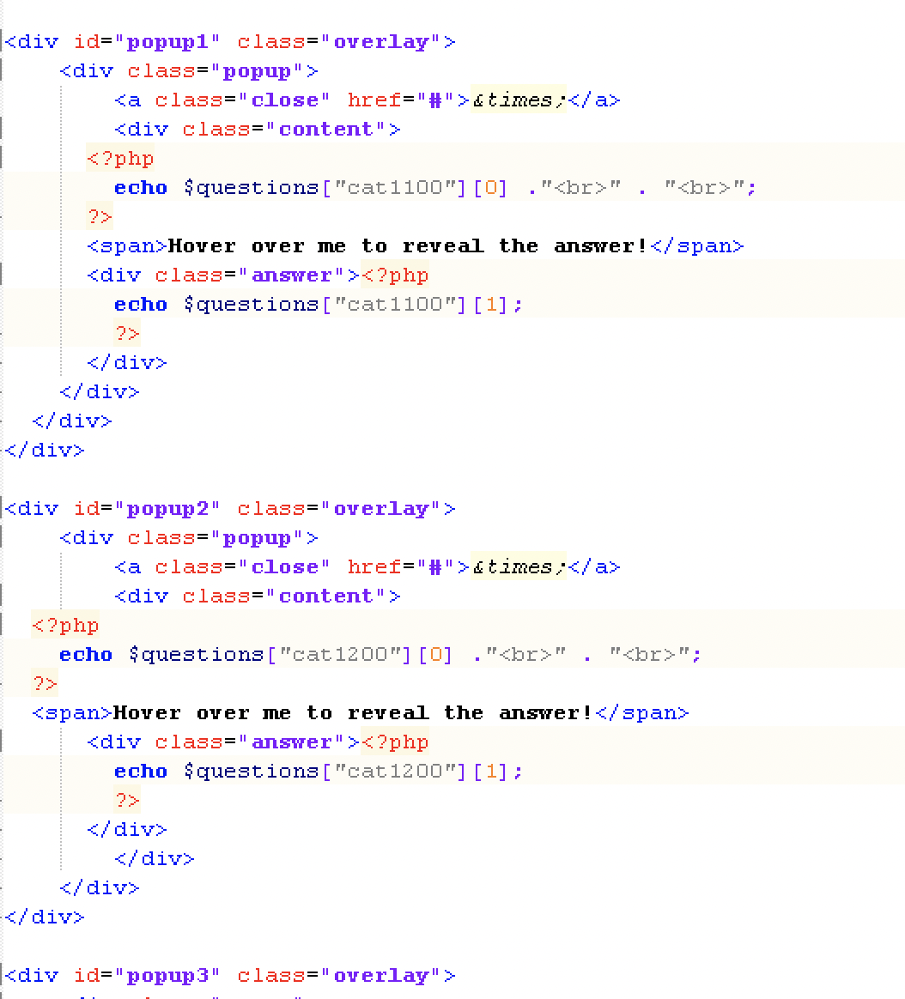 <div id="popup1" class="overlay">
<div class="popup">
<a class="close" href="#">&times;</a>
<div class="content">
<?php
echo $questions["cat1100"][0] ."<br>" . "<br>";
?>
<span>Hover over me to reveal the answer!</span>
<div class="answer"><?php
echo $questions["cat1100"][1];
?>
</div>
</div>
</div>
</div>
<div id="popup2" class="overlay">
<div class="popup">
<a class="close" href="#">&times;</a>
<div class="content">
<?php
echo $questions["cat1200"][0] ."<br>" . "<br>";
?>
<span>Hover over me to reveal the answer!</span>
<div class="answer"><?php
echo $questions["cat1200"][1];
?>
</div>
</div>
</div>
</div>
<div id="popup3" class="overlay">